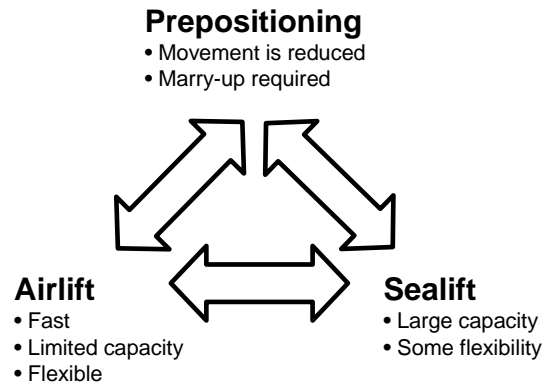 Prepositioning
• Movement is reduced
• Marry-up required
Airlift
• Fast
• Limited capacity
• Flexible
Sealift
• Large capacity
• Some flexibility